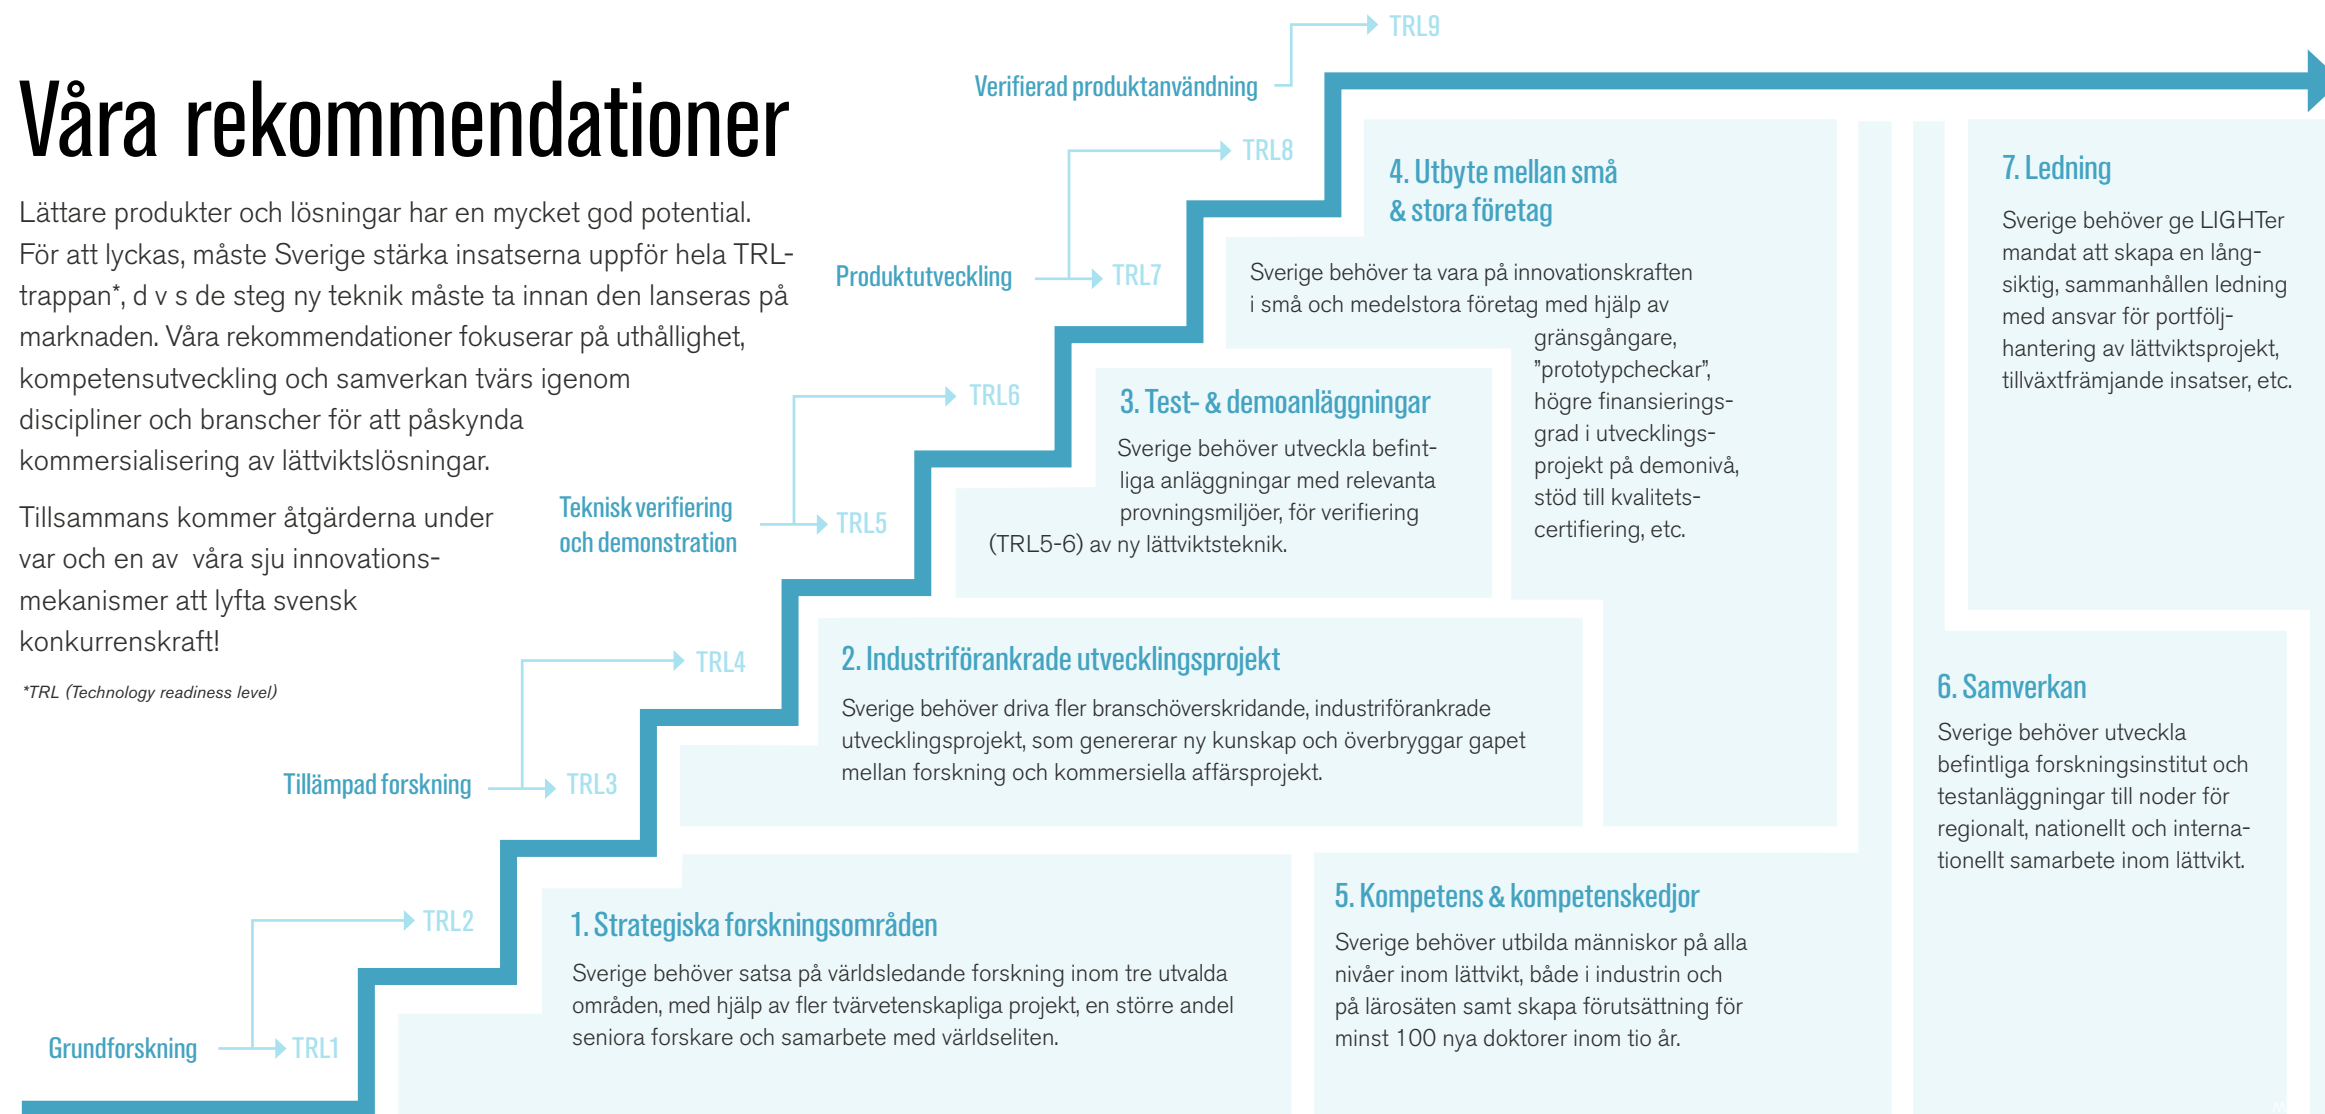 Våra rekommendationer
Lättare produkter och lösningar har en mycket god potential.
För att lyckas, måste Sverige stärka insatserna uppför hela TRL-
trappan*, d v s de steg ny teknik måste ta innan den lanseras på
marknaden. Våra rekommendationer fokuserar på uthållighet,
kompetensutveckling och samverkan tvärs igenom
discipliner och branscher för att påskynda
kommersialisering av lättviktslösningar.
Tillsammans kommer åtgärderna under
var och en av våra sju innovations-
mekanismer att lyfta svensk
konkurrenskraft!
*TRL (Technology readiness level)
Grundforskning
TRL1
TRL2
Tillämpad forskning
TRL3
TRL4
Teknisk verifiering
och demonstration
TRL5
TRL6
Produktutveckling
TRL7
TRL8
Verifierad produktanvändning
TRL9
1. Strategiska forskningsområden
Sverige behöver satsa på världsledande forskning inom tre utvalda
områden, med hjälp av fler tvärvetenskapliga projekt, en större andel
seniora forskare och samarbete med världseliten.
2. Industriförankrade utvecklingsprojekt
Sverige behöver driva fler branschöverskridande, industriförankrade
utvecklingsprojekt, som genererar ny kunskap och överbryggar gapet
mellan forskning och kommersiella affärsprojekt.
3. Test- & demoanläggningar
Sverige behöver utveckla befint-
liga anläggningar med relevanta
provningsmiljöer, för verifiering
(TRL5-6) av ny lättviktsteknik.
4. Utbyte mellan små
& stora företag
Sverige behöver ta vara på innovationskraften
i små och medelstora företag med hjälp av
gränsgångare,
”prototypcheckar”,
högre finansierings-
grad i utvecklings-
projekt på demonivå,
stöd till kvalitets-
certifiering, etc.
5. Kompetens & kompetenskedjor
Sverige behöver utbilda människor på alla
nivåer inom lättvikt, både i industrin och
på lärosäten samt skapa förutsättning för
minst 100 nya doktorer inom tio år.
6. Samverkan
Sverige behöver utveckla
befintliga forskningsinstitut och
testanläggningar till noder för
regionalt, nationellt och interna-
tionellt samarbete inom lättvikt.
7. Ledning
Sverige behöver ge LIGHTer
mandat att skapa en lång-
siktig, sammanhållen ledning
med ansvar för portfölj-
hantering av lättviktsprojekt,
tillväxtfrämjande insatser, etc.